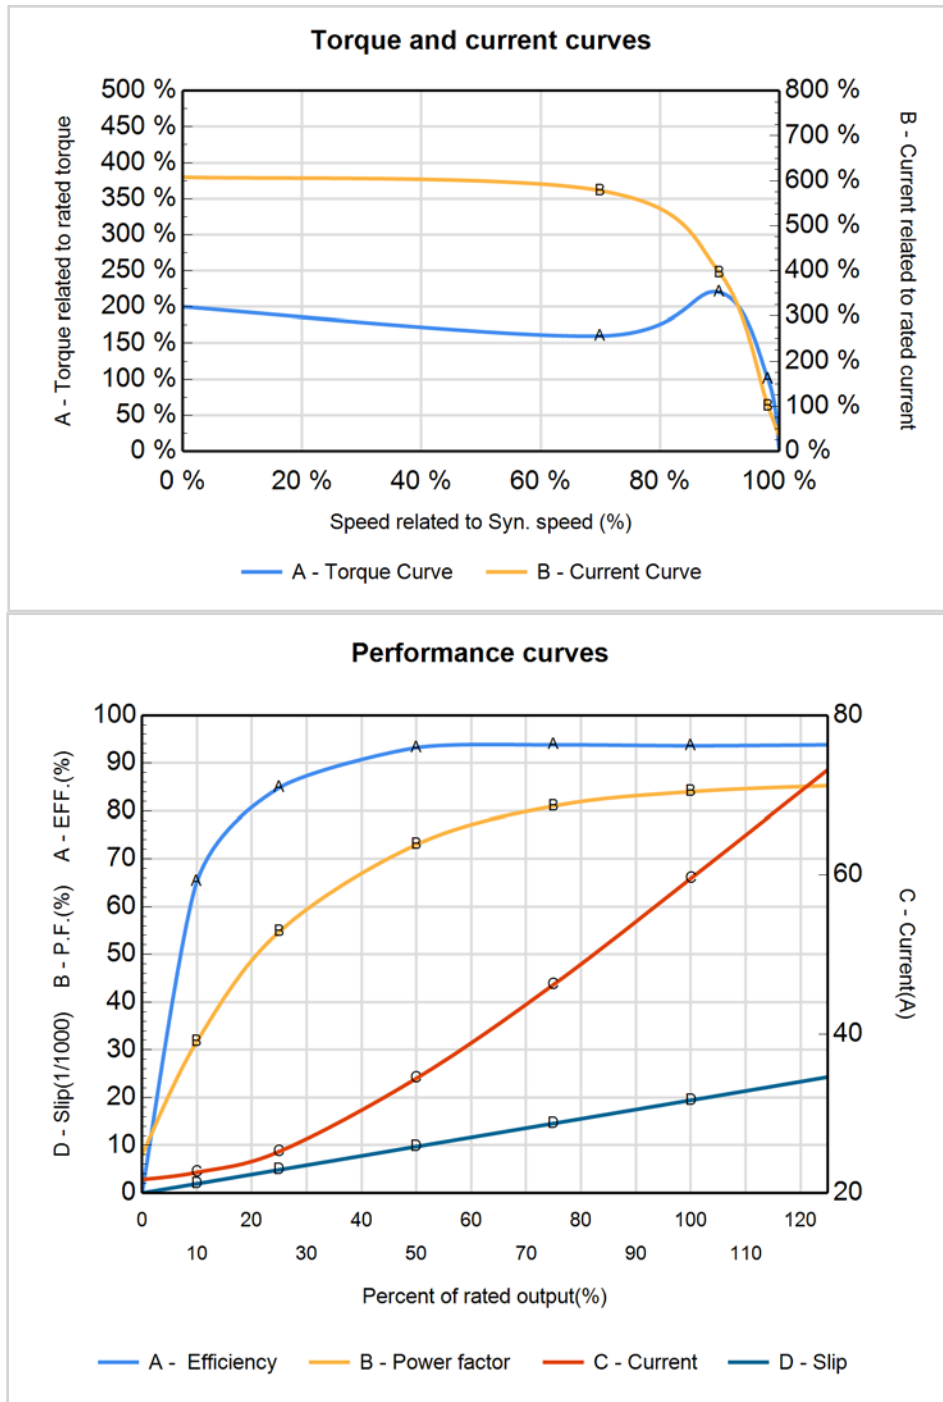 Torque and current curves
A - Torque related to rated torque
500 %
450 %
400 %
350 %
300 %
250 %
200 %
150 %
100 %
50 %
0 %
800 %
700 %
600 %
500 %
400 %
300 %
200 %
100 %
0 %
B - Current related to rated current
B
B
A
A
A
B
0 % 20 % 40 % 60 % 80 % 100 %
Speed related to Syn. speed (%)
A - Torque Curve B - Current Curve
Performance curves
D - Slip(1/1000) B - P.F.(%) A - EFF.(%)
100
90
80
70
60
50
40
30
20
10
0
80
60
40
20
C - Current(A)
A A A A A
B B B B B
C C C C C
D D D D D
0 20 40 60 80 100 120
10 30 50 70 90 110
Percent of rated output(%)
A - Efficiency B - Power factor C - Current D - Slip